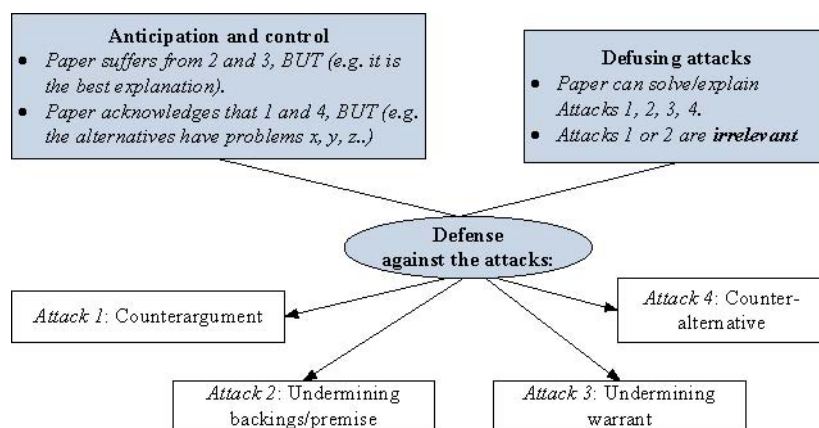 Anticipation and control
• Paper suffers from 2 and 3, BUT (e.g. it is
the best explanation).
• Paper acknowledges that 1 and 4, BUT (e.g.
the alternatives have problems x, y, z..)
Defusing attacks
• Paper can solve/explain
Attacks 1, 2, 3, 4.
• Attacks 1 or 2 are irrelevant
Defense
against the attacks:
Attack 1: Counterargument
Attack 4: Counter-
alternative
Attack 2: Undermining
backings/premise
Attack 3: Undermining
warrant